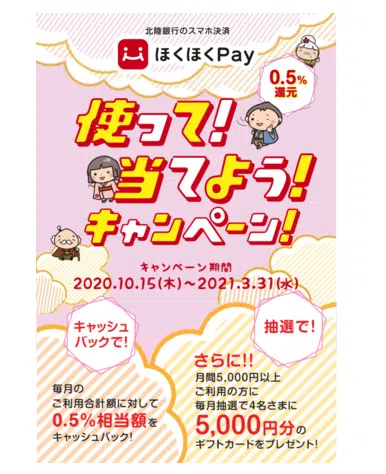 北陸銀行のスマホ決済
ほくほくPay
0.5%
還元
使って!
当てよう!
キャンペーン!
キャンペーン期間
2020.10.15(木)～2021.3.31(水)
キャッシュ
バックで!
毎月の
ご利用合計額に対して
0.5%相当額を
キャッシュバック!
抽選で!
さらに!!
月間5,000円以上
ご利用の方に
毎月抽選で4名さまに
5,000円分の
ギフトカードをプレゼント!